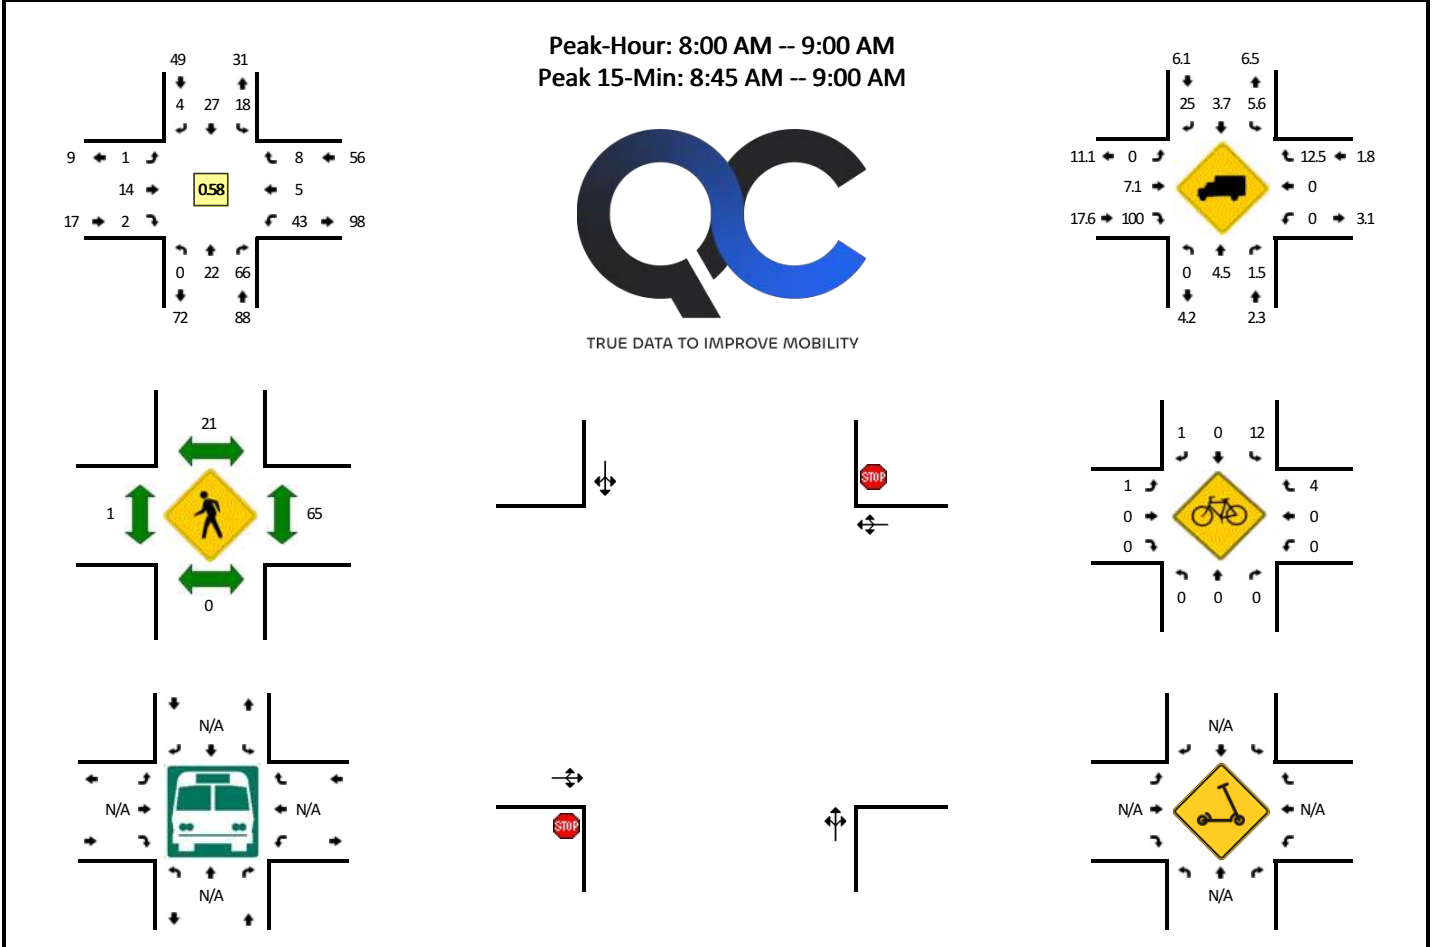 Peak-Hour: 8:00 AM -- 9:00 AM
Peak 15-Min: 8:45 AM -- 9:00 AM
49 31
4 27 18
9 1 8 56
14 0.58 5
17 2 43 98
0 22 66
72 88
TRUE DATA TO IMPROVE MOBILITY
6.1 6.5
25 3.7 5.6
11.1 0 12.5 1.8
7.1 0
17.6 100 0 3.1
0 4.5 1.5
4.2 2.3
21
1 65
0
STOP
STOP
1 0 12
1 4
0 0
0 0
0 0 0
N/A
N/A N/A
N/A
N/A
N/A N/A
N/A